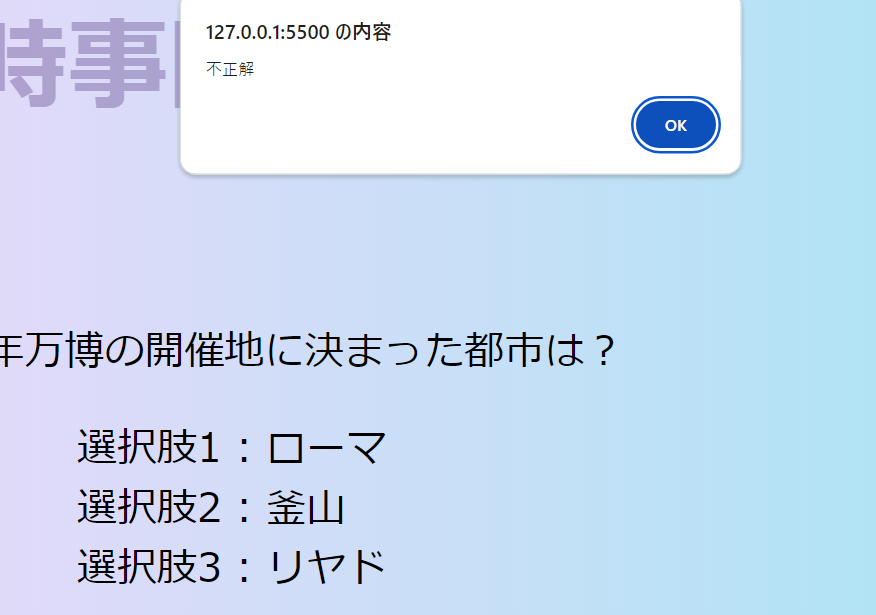 127.0.0.1:5500 の内容
不正解
OK
時事
年万博の開催地に決まった都市は？
選択肢1：ローマ
選択肢2：釜山
選択肢3：リヤド